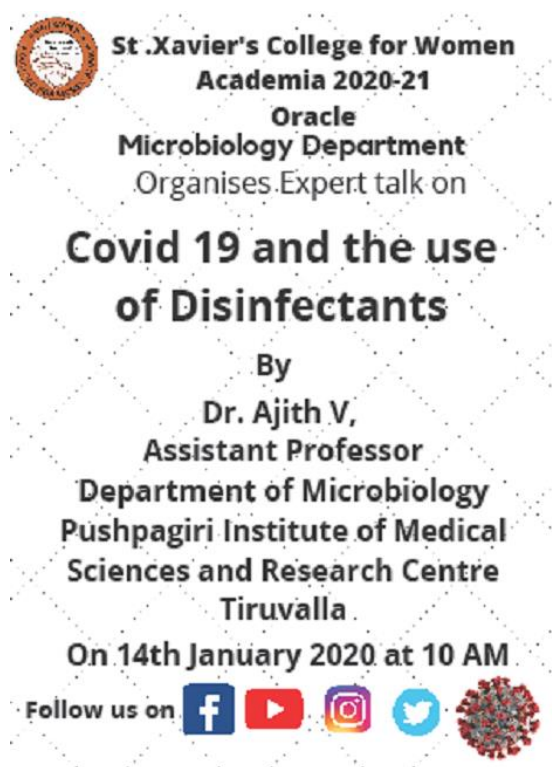 St .Xavier's College for Women
Academia 2020-21
Oracle
Microbiology Department
Organises Expert talk on
Covid 19 and the use
of Disinfectants
By
Dr. Ajith V,
Assistant Professor
Department of Microbiology
Pushpagiri Institute of Medical
Sciences and Research Centre
Tiruvalla
On 14th January 2020 at 10 AM
Follow us on